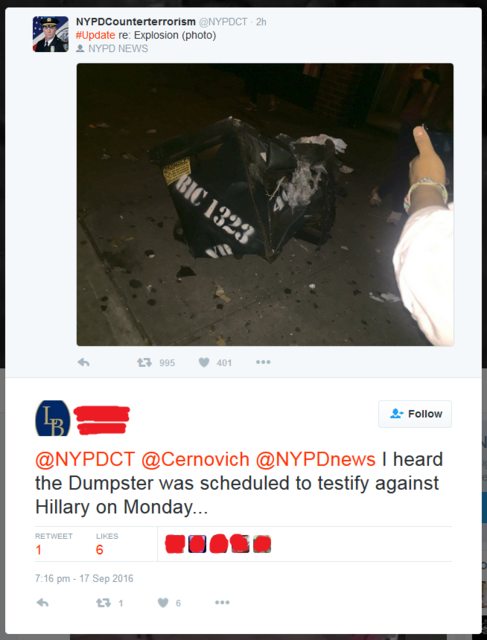 NYPDCounterterrorism @NYPDCT · 2h
#Update re: Explosion (photo)
NYPD NEWS
BIC 1323
995 401
LB
Follow
@NYPDCT @Cernovich @NYPDnews I heard
the Dumpster was scheduled to testify against
Hillary on Monday...
RETWEET LIKES
1 6
7:16 pm - 17 Sep 2016
1 6